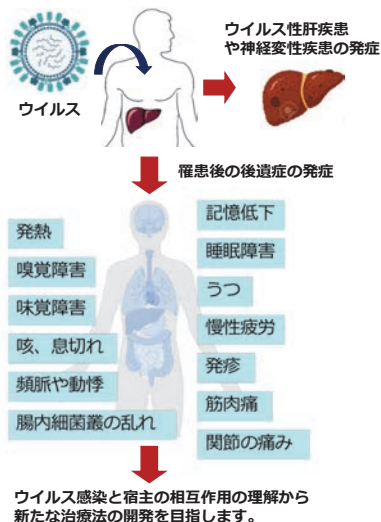 ウイルス性肝疾患
や神経変性疾患の発症
ウイルス
罹患後の後遺症の発症
発熱
嗅覚障害
味覚障害
咳、息切れ
頻脈や動悸
腸内細菌叢の乱れ
記憶低下
睡眠障害
うつ
慢性疲労
発疹
筋肉痛
関節の痛み
ウイルス感染と宿主の相互作用の理解から
新たな治療法の開発を目指します。